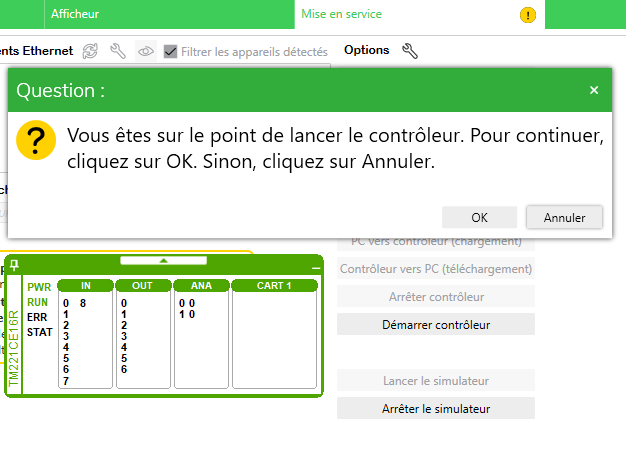 Afficheur
Mise en service
nts Ethernet
Filtrer les appareils détectés
Options
Question :
Vous êtes sur le point de lancer le contrôleur. Pour continuer,
cliquez sur OK. Sinon, cliquez sur Annuler.
OK
Annuler
PC vers contrôleur (chargement)
Contrôleur vers PC (téléchargement)
Arrêter contrôleur
Démarrer contrôleur
Lancer le simulateur
Arrêter le simulateur
TM221CE16R
PWR
RUN
ERR
STAT
IN
0 8
1
2
3
4
5
6
7
OUT
0
1
2
3
4
5
6
ANA
0 0
1 0
CART 1